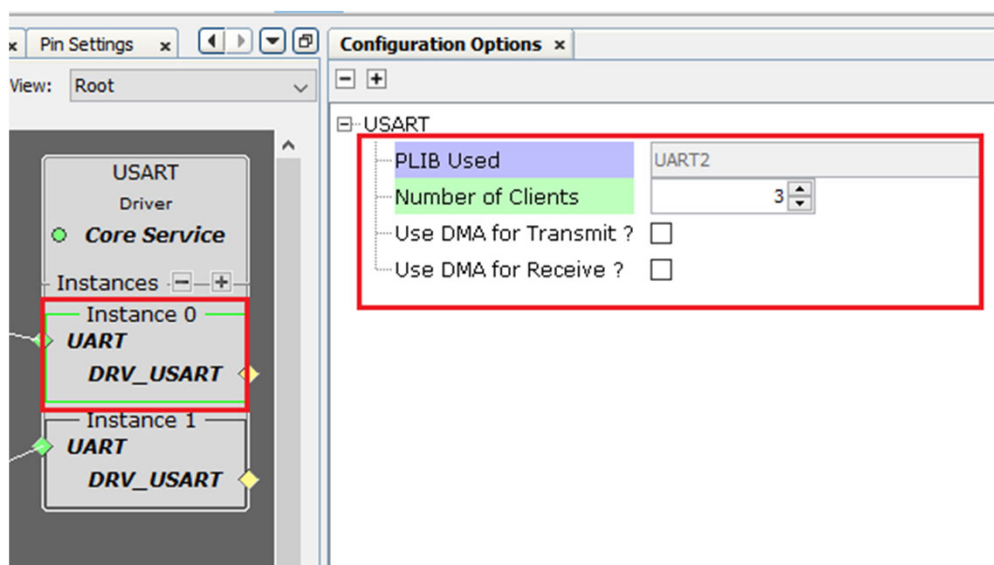 Pin Settings
View: Root
USART
Driver
Core Service
Instances
Instance 0
UART
DRV_USART
Instance 1
UART
DRV_USART
Configuration Options
USART
PLIB Used UART2
Number of Clients 3
Use DMA for Transmit ?
Use DMA for Receive ?